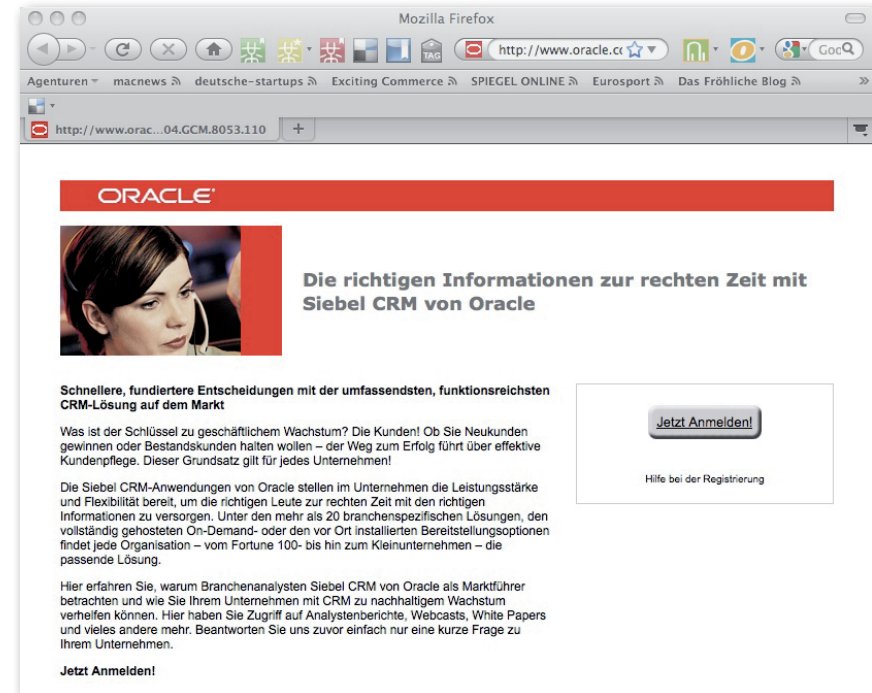 Mozilla Firefox
TAG
http://www.oracle.cc
Goo
Agenturen macnews deutsche-startups Exciting Commerce SPIEGEL ONLINE Eurosport Das Fröhliche Blog »
http://www.orac...04.GCM.8053.110 +
ORACLE
Die richtigen Informationen zur rechten Zeit mit
Siebel CRM von Oracle
Schnellere, fundiertere Entscheidungen mit der umfassendsten, funktionsreichsten
CRM-Lösung auf dem Markt
Was ist der Schlüssel zu geschäftlichem Wachstum? Die Kunden! Ob Sie Neukunden
gewinnen oder Bestandskunden halten wollen – der Weg zum Erfolg führt über effektive
Kundenpflege. Dieser Grundsatz gilt für jedes Unternehmen!
Die Siebel CRM-Anwendungen von Oracle stellen im Unternehmen die Leistungsstärke
und Flexibilität bereit, um die richtigen Leute zur rechten Zeit mit den richtigen
Informationen zu versorgen. Unter den mehr als 20 branchenspezifischen Lösungen, den
vollständig gehosteten On-Demand- oder den vor Ort installierten Bereitstellungsoptionen
findet jede Organisation – vom Fortune 100- bis hin zum Kleinunternehmen – die
passende Lösung.
Hier erfahren Sie, warum Branchenanalysten Siebel CRM von Oracle als Marktführer
betrachten und wie Sie Ihrem Unternehmen mit CRM zu nachhaltigem Wachstum
verhelfen können. Hier haben Sie Zugriff auf Analystenberichte, Webcasts, White Papers
und vieles andere mehr. Beantworten Sie uns zuvor einfach nur eine kurze Frage zu
Ihrem Unternehmen.
Jetzt Anmelden!
Jetzt Anmelden!
Hilfe bei der Registrierung